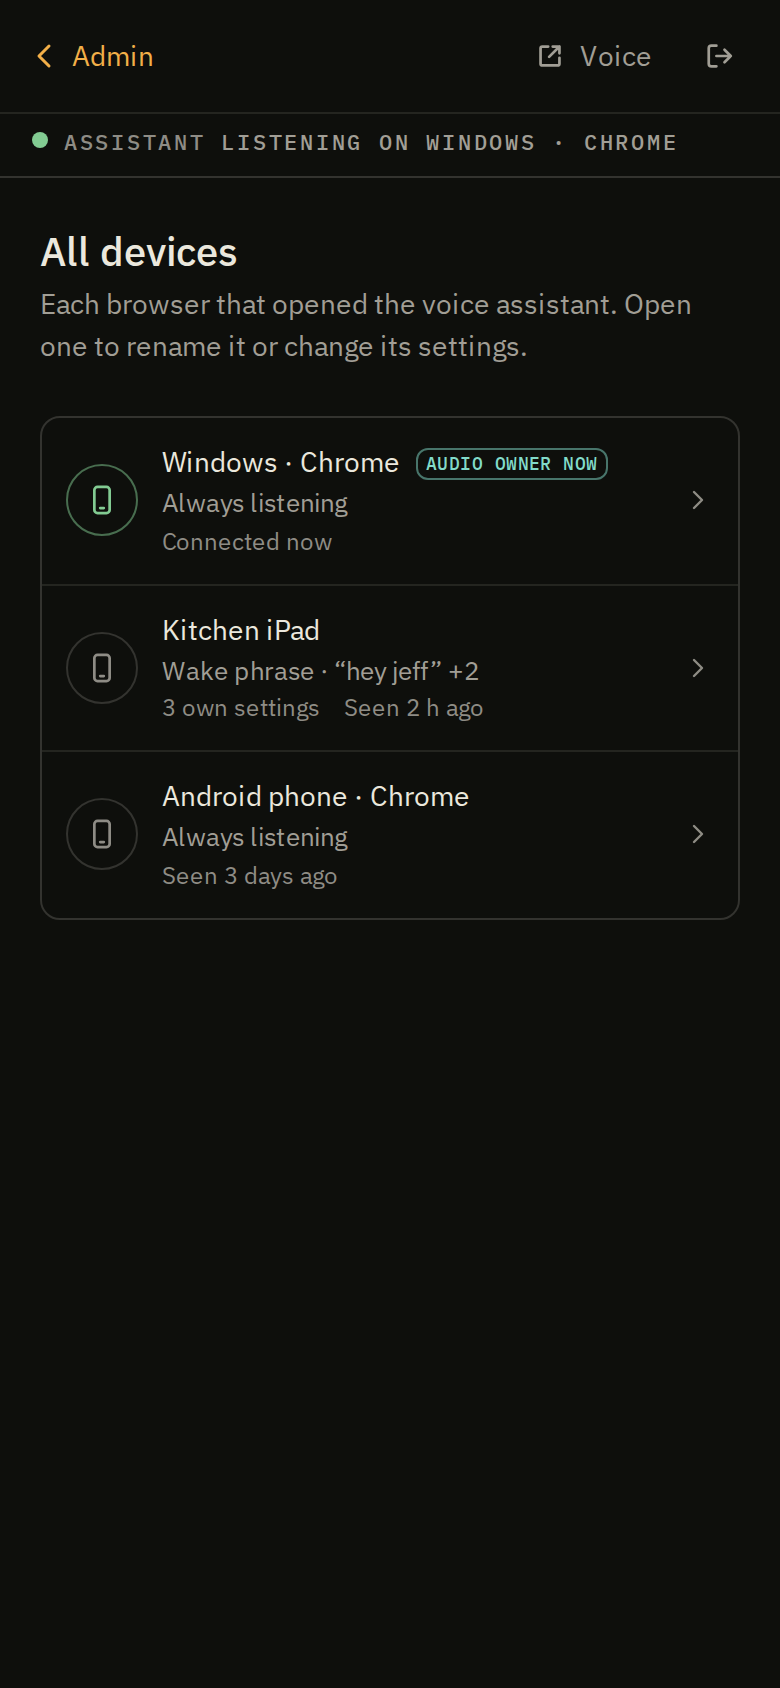 Admin
Voice
ASSISTANT LISTENING ON WINDOWS · CHROME
All devices
Each browser that opened the voice assistant. Open
one to rename it or change its settings.
Windows · Chrome AUDIO OWNER NOW
Always listening
Connected now
Kitchen iPad
Wake phrase · “hey jeff” +2
3 own settings Seen 2 h ago
Android phone · Chrome
Always listening
Seen 3 days ago